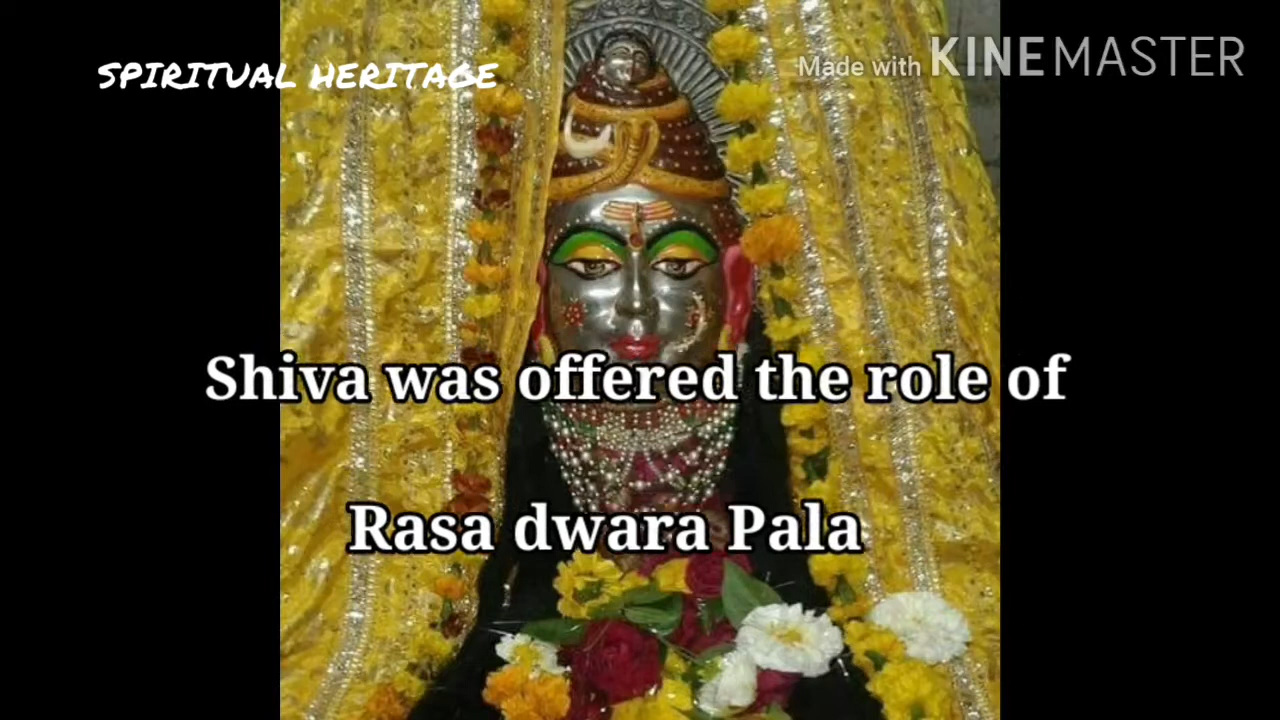 SPIRITUAL HERITAGE
Made with KINEMASTER
Shiva was offered the role of
Rasa dwara Pala